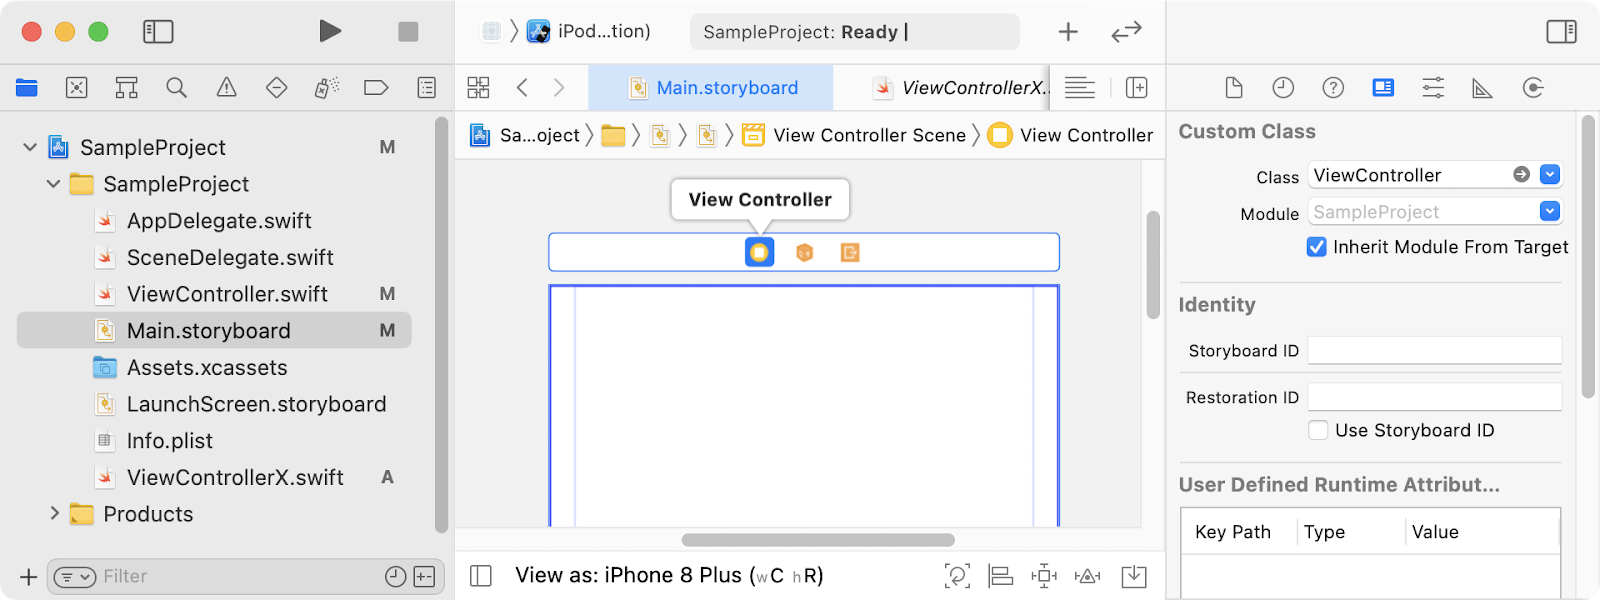 iPod...tion)
SampleProject: Ready |
Main.storyboard
ViewControllerX.
Sa...oject
View Controller Scene
View Controller
SampleProject M
SampleProject
AppDelegate.swift
SceneDelegate.swift
ViewController.swift M
Main.storyboard M
Assets.xcassets
LaunchScreen.storyboard
Info.plist
ViewControllerX.swift A
Products
Filter
View Controller
View as: iPhone 8 Plus (wC hR)
Custom Class
Class ViewController
Module SampleProject
Inherit Module From Target
Identity
Storyboard ID
Restoration ID
Use Storyboard ID
User Defined Runtime Attribut...
Key Path Type Value